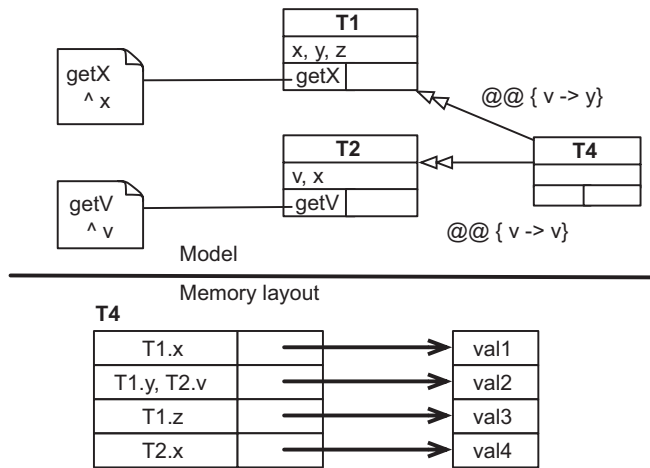 T1
x, y, z
getX
getX
^ x
@@ { v -> y}
T2
v, x
getV
T4
getV
^ v
@@ { v -> v}
Model
Memory layout
T4
T1.x
val1
T1.y, T2.v
val2
T1.z
val3
T2.x
val4